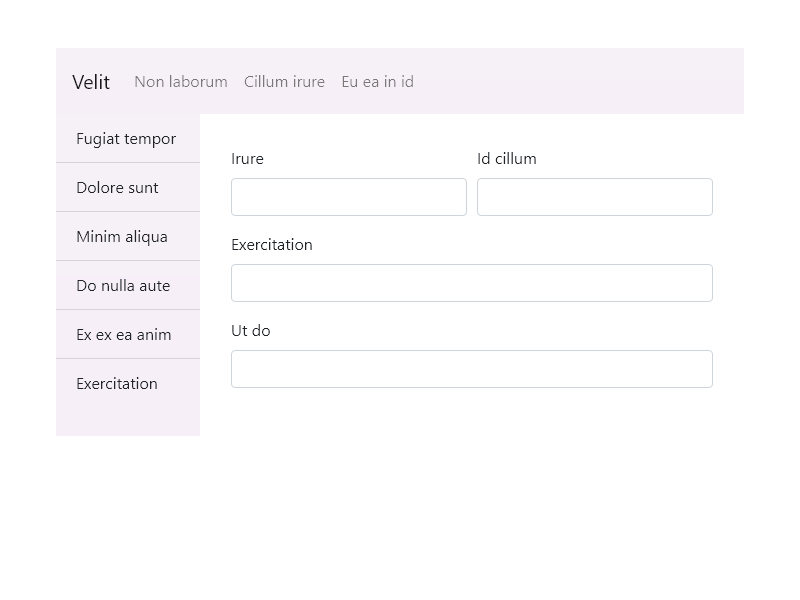 Velit Non laborum Cillum irure Eu ea in id
Fugiat tempor
Dolore sunt
Minim aliqua
Do nulla aute
Ex ex ea anim
Exercitation
Irure Id cillum
Exercitation
Ut do